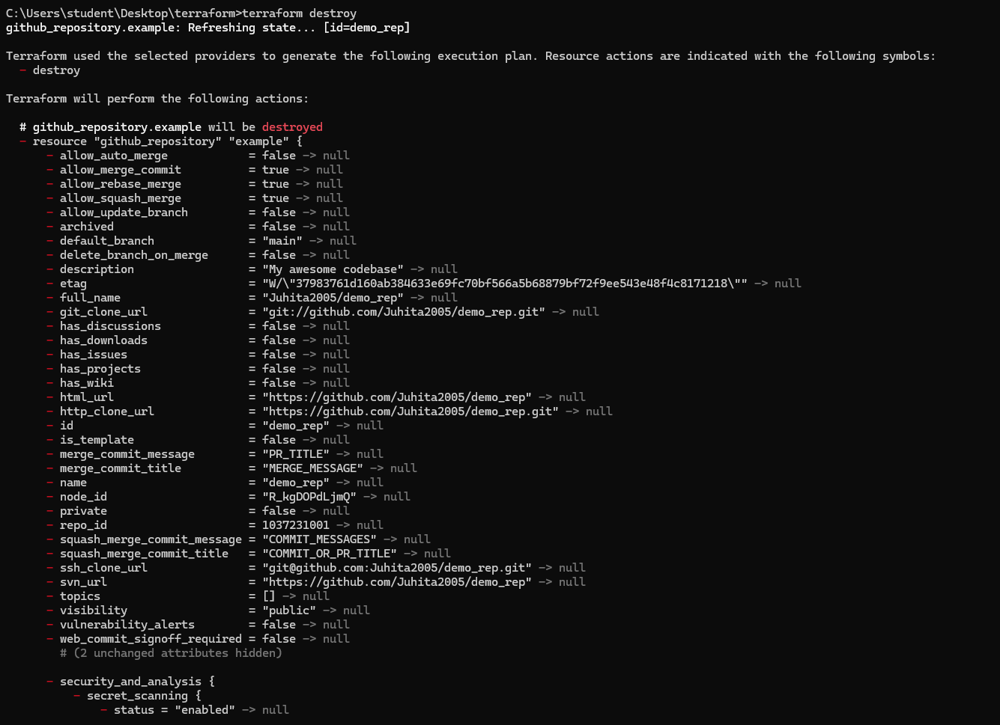 C:\Users\student\Desktop\terraform>terraform destroy
github_repository.example: Refreshing state... [id=demo_rep]

Terraform used the selected providers to generate the following execution plan. Resource actions are indicated with the following symbols:
  - destroy

Terraform will perform the following actions:

  # github_repository.example will be destroyed
  - resource "github_repository" "example" {
      - allow_auto_merge            = false -> null
      - allow_merge_commit          = true -> null
      - allow_rebase_merge          = true -> null
      - allow_squash_merge          = true -> null
      - allow_update_branch         = false -> null
      - archived                    = false -> null
      - default_branch              = "main" -> null
      - delete_branch_on_merge      = false -> null
      - description                 = "My awesome codebase" -> null
      - etag                        = "W/\"37983761d160ab384633e69fc70bf566a5b68879bf72f9ee543e48f4c8171218\"" -> null
      - full_name                   = "Juhita2005/demo_rep" -> null
      - git_clone_url               = "git://github.com/Juhita2005/demo_rep.git" -> null
      - has_discussions             = false -> null
      - has_downloads               = false -> null
      - has_issues                  = false -> null
      - has_projects                = false -> null
      - has_wiki                    = false -> null
      - html_url                    = "https://github.com/Juhita2005/demo_rep" -> null
      - http_clone_url              = "https://github.com/Juhita2005/demo_rep.git" -> null
      - id                          = "demo_rep" -> null
      - is_template                 = false -> null
      - merge_commit_message        = "PR_TITLE" -> null
      - merge_commit_title          = "MERGE_MESSAGE" -> null
      - name                        = "demo_rep" -> null
      - node_id                     = "R_kgDOPdLjmQ" -> null
      - private                     = false -> null
      - repo_id                     = 1037231001 -> null
      - squash_merge_commit_message = "COMMIT_MESSAGES" -> null
      - squash_merge_commit_title   = "COMMIT_OR_PR_TITLE" -> null
      - ssh_clone_url               = "git@github.com:Juhita2005/demo_rep.git" -> null
      - svn_url                     = "https://github.com/Juhita2005/demo_rep" -> null
      - topics                      = [] -> null
      - visibility                  = "public" -> null
      - vulnerability_alerts        = false -> null
      - web_commit_signoff_required = false -> null
        # (2 unchanged attributes hidden)

      - security_and_analysis {
          - secret_scanning {
              - status = "enabled" -> null